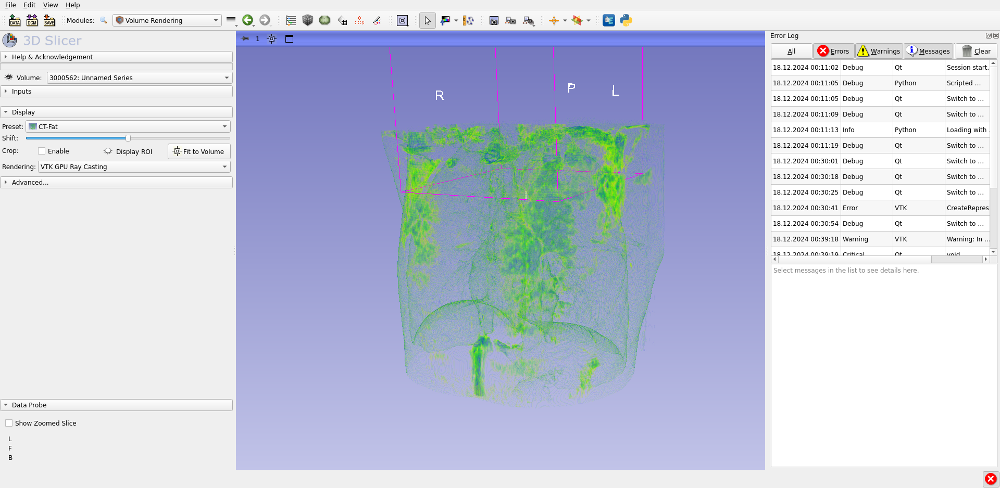 File Edit View Help
DATA DCM SAVE Modules: Volume Rendering
3D Slicer
Help & Acknowledgement
Volume: 3000562: Unnamed Series
Inputs
Display
Preset: CT-Fat
Shift:
Crop: Enable Display ROI Fit to Volume
Rendering: VTK GPU Ray Casting
Advanced...
Data Probe
Show Zoomed Slice
L
F
B
1
R P L
I
Error Log
All Errors Warnings Messages Clear
18.12.2024 00:11:02 Debug Qt Session start.
18.12.2024 00:11:05 Debug Python Scripted ...
18.12.2024 00:11:05 Debug Qt Switch to ...
18.12.2024 00:11:09 Debug Qt Switch to ...
18.12.2024 00:11:13 Info Python Loading with
18.12.2024 00:11:19 Debug Qt Switch to ...
18.12.2024 00:30:01 Debug Qt Switch to ...
18.12.2024 00:30:18 Debug Qt Switch to ...
18.12.2024 00:30:25 Debug Qt Switch to ...
18.12.2024 00:30:41 Error VTK CreateRepres
18.12.2024 00:30:54 Debug Qt Switch to ...
18.12.2024 00:39:18 Warning VTK Warning: In ...
18.12.2024 00:39:19 Critical Qt void
Select messages in the list to see details here.